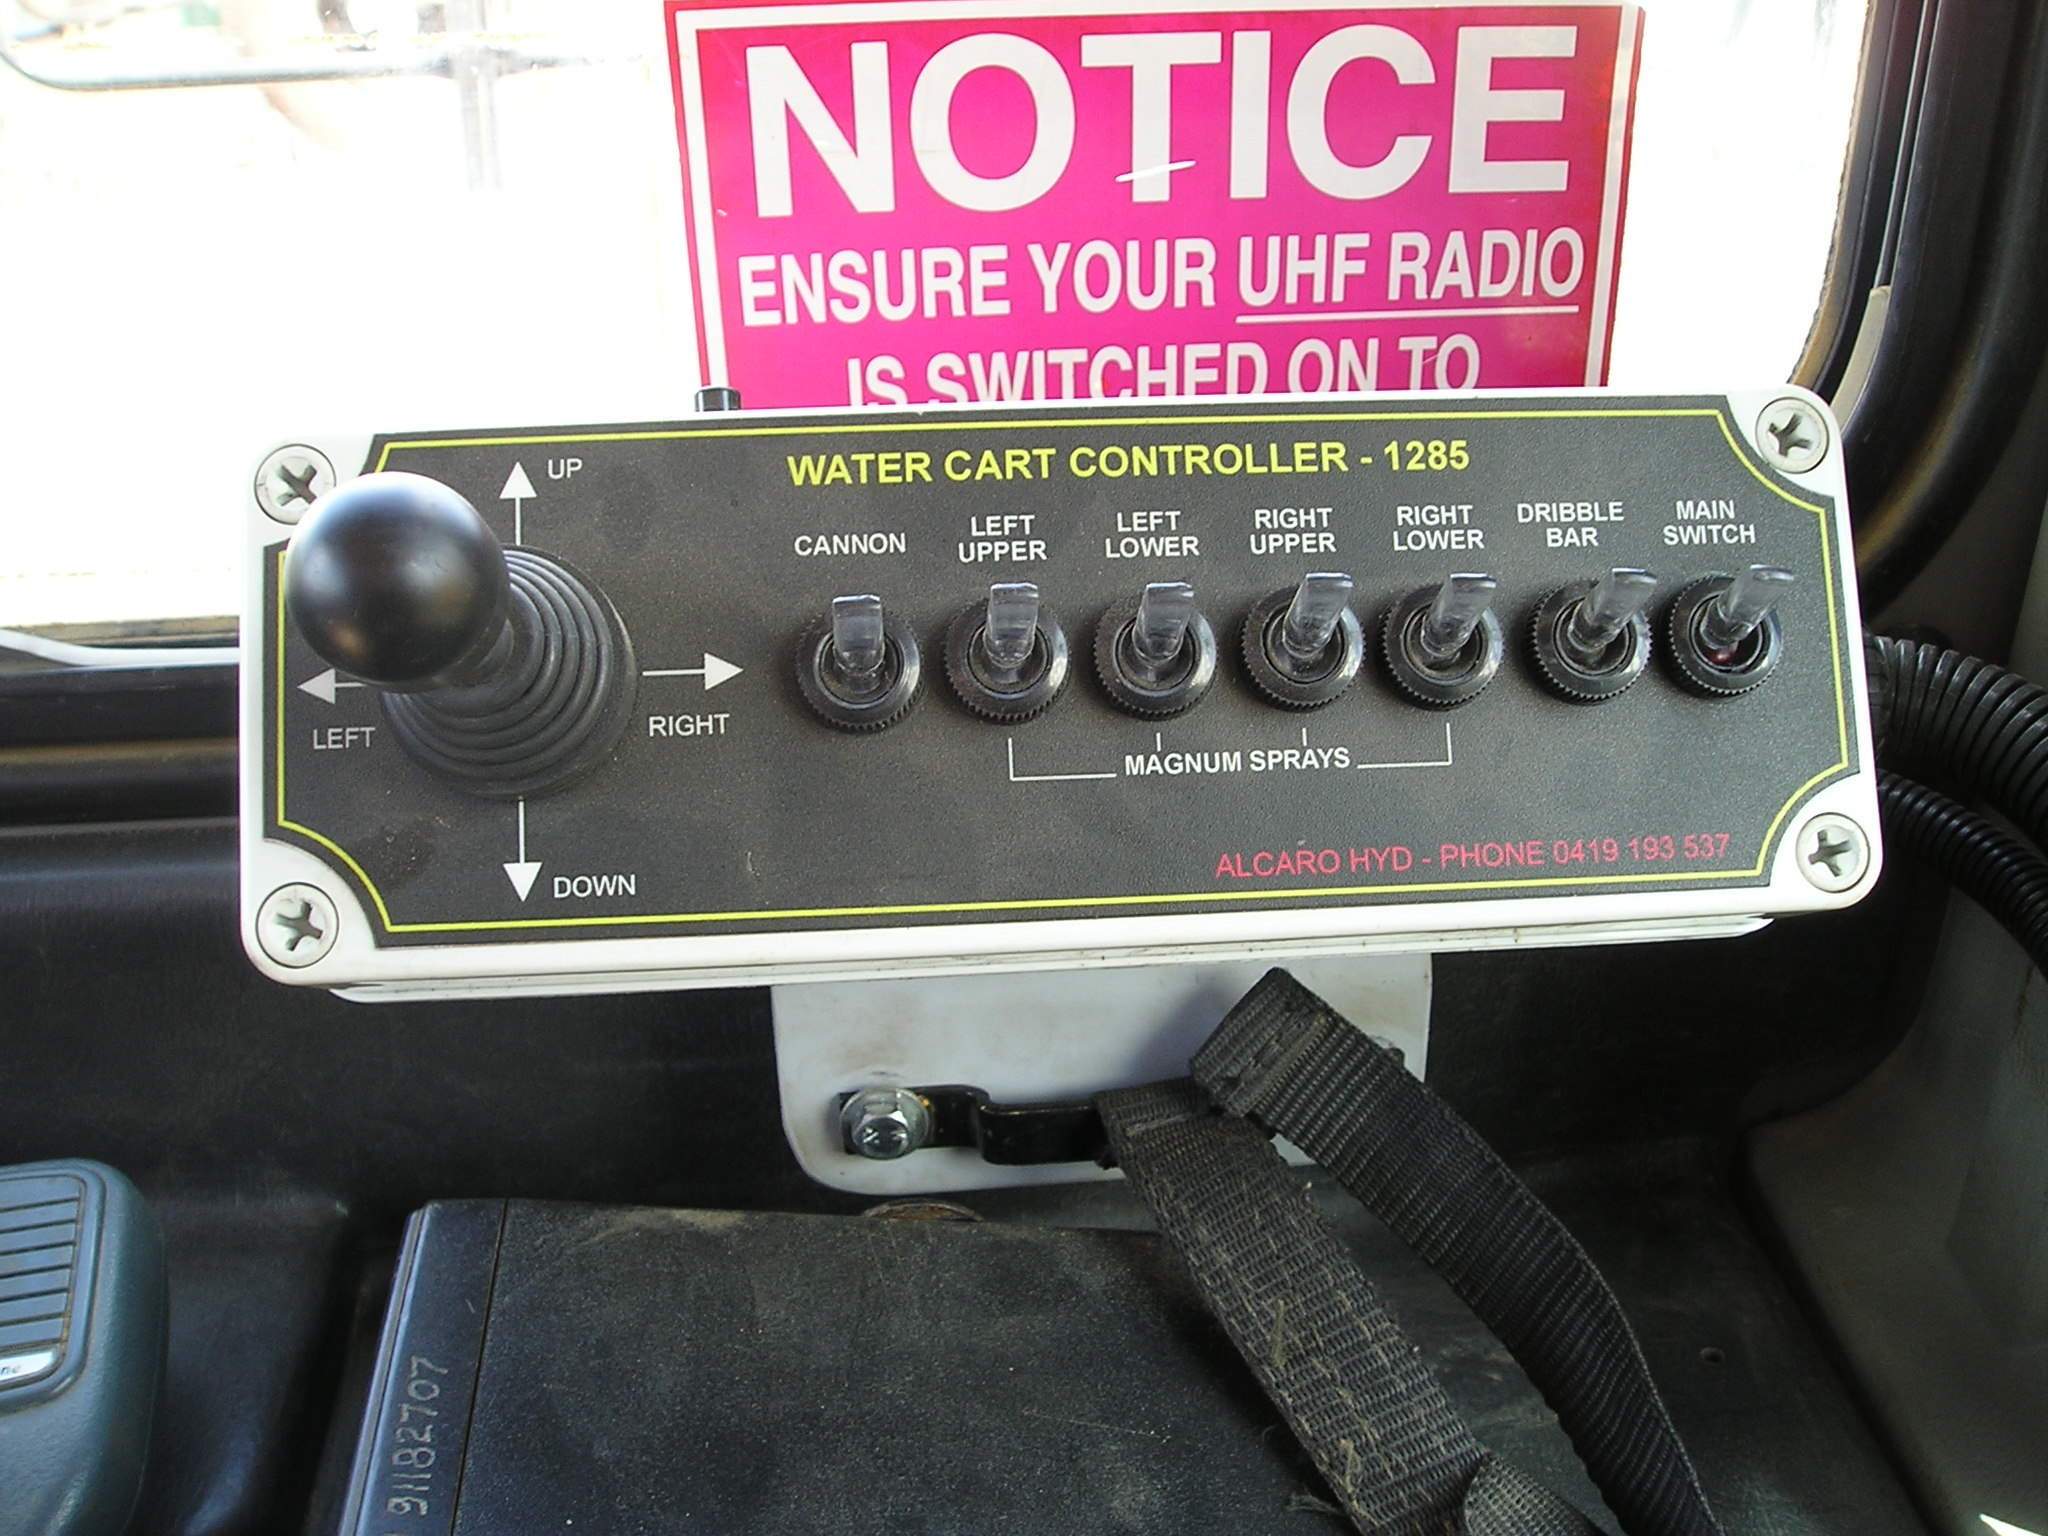 NOTICE
ENSURE YOUR UHF RADIO
IS SWITCHED ON TO
WATER CART CONTROLLER - 1285
UP
LEFT
RIGHT
DOWN
CANNON
LEFT
UPPER
LEFT
LOWER
RIGHT
UPPER
RIGHT
LOWER
DRIBBLE
BAR
MAIN
SWITCH
MAGNUM SPRAYS
ALCARO HYD - PHONE 0419 193 537
91182707